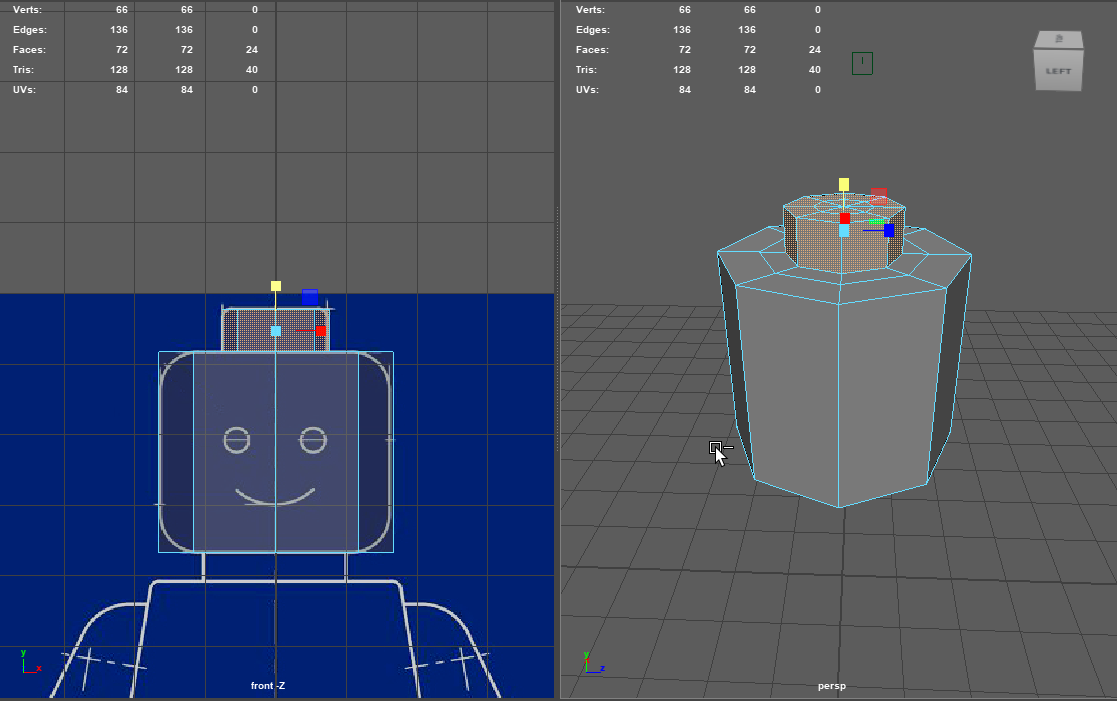 Verts: 66 66 0
Edges: 136 136 0
Faces: 72 72 24
Tris: 128 128 40
UVs: 84 84 0
y
x
front -Z
Verts: 66 66 0
Edges: 136 136 0
Faces: 72 72 24
Tris: 128 128 40
UVs: 84 84 0
LEFT
y
z
persp